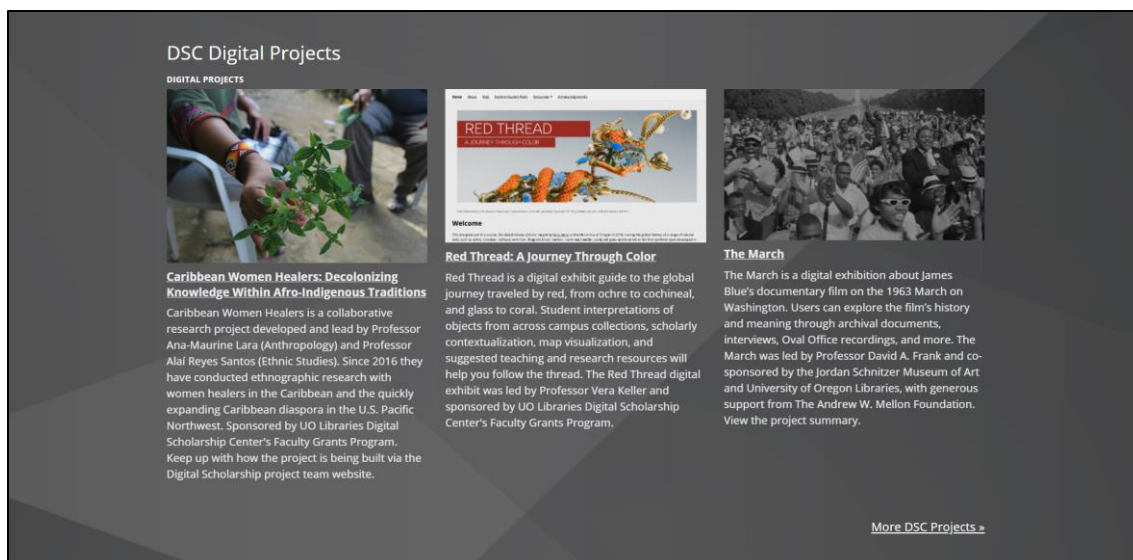 DSC Digital Projects
DIGITAL PROJECTS
Caribbean Women Healers: Decolonizing
Knowledge Within Afro-Indigenous Traditions
Caribbean Women Healers is a collaborative
research project developed and lead by Professor
Ana-Maurine Lara (Anthropology) and Professor
Alaí Reyes Santos (Ethnic Studies). Since 2016 they
have conducted ethnographic research with
women healers in the Caribbean and the quickly
expanding Caribbean diaspora in the U.S. Pacific
Northwest. Sponsored by UO Libraries Digital
Scholarship Center's Faculty Grants Program.
Keep up with how the project is being built via the
Digital Scholarship project team website.
Home About
RED THREAD
A JOURNEY THROUGH COLOR
Welcome
Red Thread: A Journey Through Color
Red Thread is a digital exhibit guide to the global
journey traveled by red, from ochre to cochineal,
and glass to coral. Student interpretations of
objects from across campus collections, scholarly
contextualization, map visualization, and
suggested teaching and research resources will
help you follow the thread. The Red Thread digital
exhibit was led by Professor Vera Keller and
sponsored by UO Libraries Digital Scholarship
Center's Faculty Grants Program.
The March
The March is a digital exhibition about James
Blue's documentary film on the 1963 March on
Washington. Users can explore the film's history
and meaning through archival documents,
interviews, Oval Office recordings, and more. The
March was led by Professor David A. Frank and co-
sponsored by the Jordan Schnitzer Museum of Art
and University of Oregon Libraries, with generous
support from The Andrew W. Mellon Foundation.
View the project summary.
More DSC Projects »